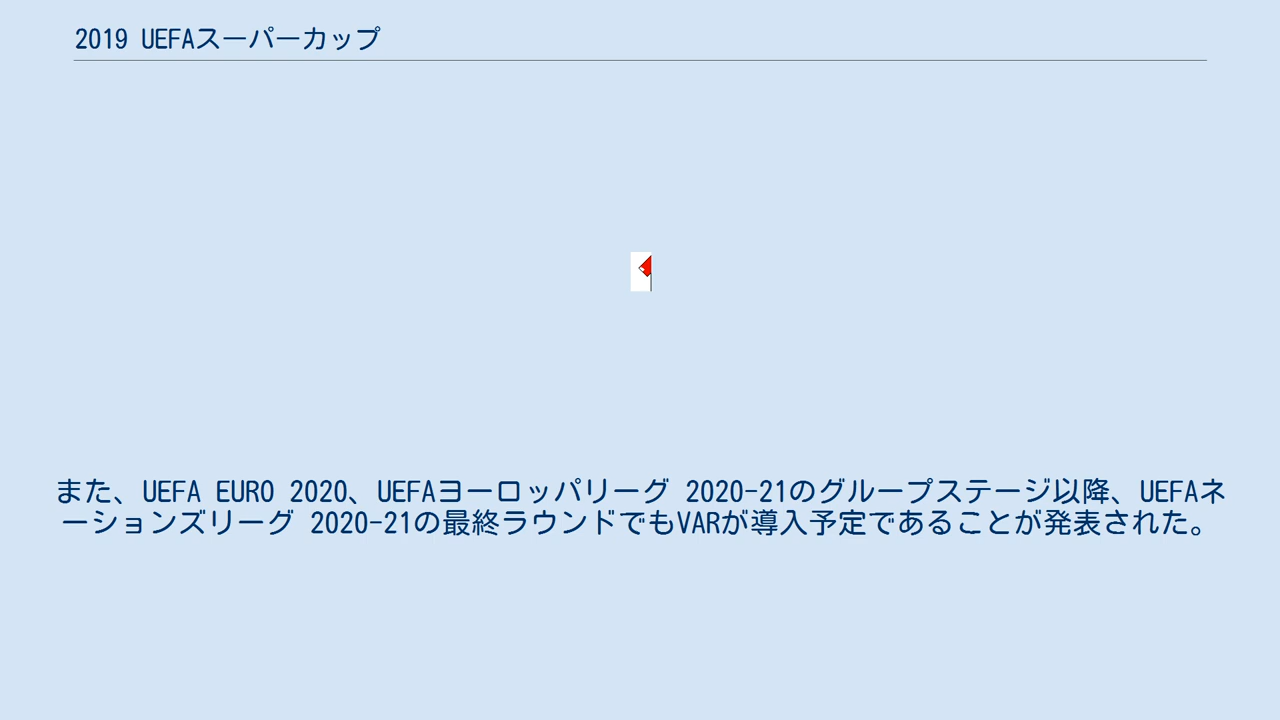 2019 UEFAスーパーカップ
また、UEFA EURO 2020、UEFAヨーロッパリーグ 2020-21のグループステージ以降、UEFAネ
ーションズリーグ 2020-21の最終ラウンドでもVARが導入予定であることが発表された。